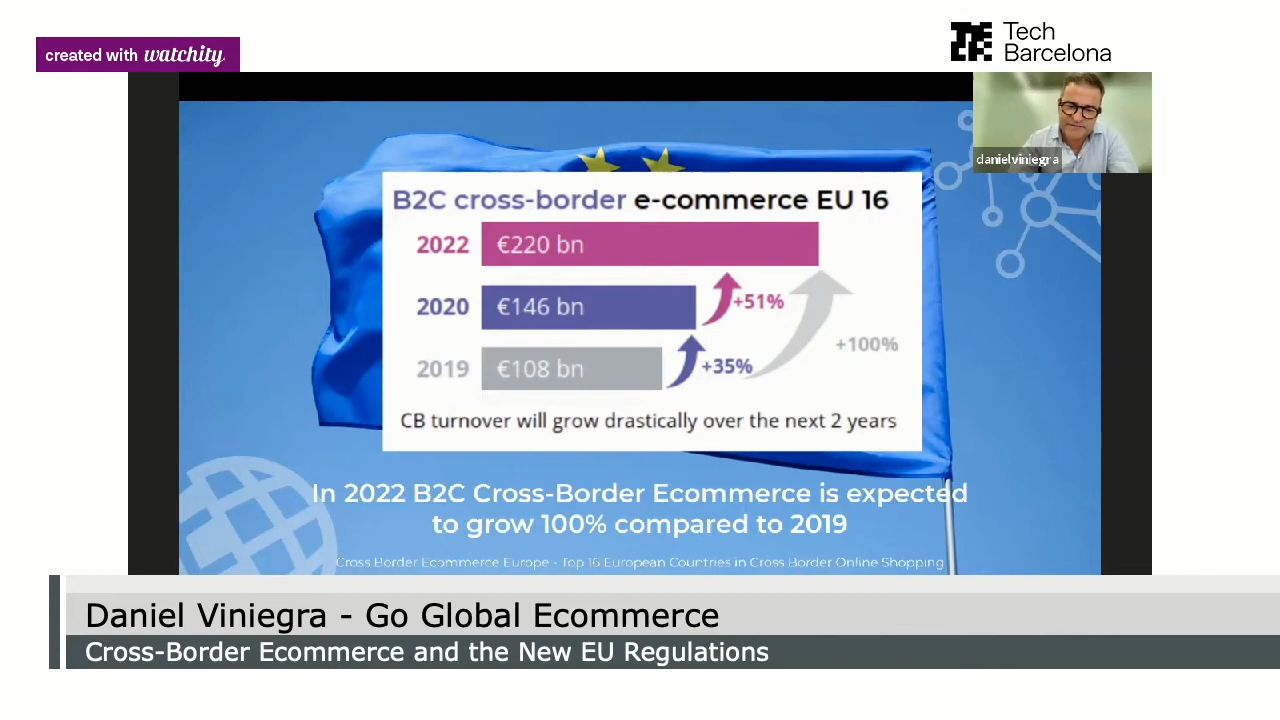 created with watchity
Tech
Barcelona
danielviniegra
B2C cross-border e-commerce EU 16
2022 €220 bn
+51%
2020 €146 bn
+100%
2019 €108 bn
+35%
CB turnover will grow drastically over the next 2 years
In 2022 B2C Cross-Border Ecommerce is expected
to grow 100% compared to 2019
Cross Border Ecommerce Europe - Top 16 European Countries in Cross Border Online Shopping
Daniel Viniegra - Go Global Ecommerce
Cross-Border Ecommerce and the New EU Regulations